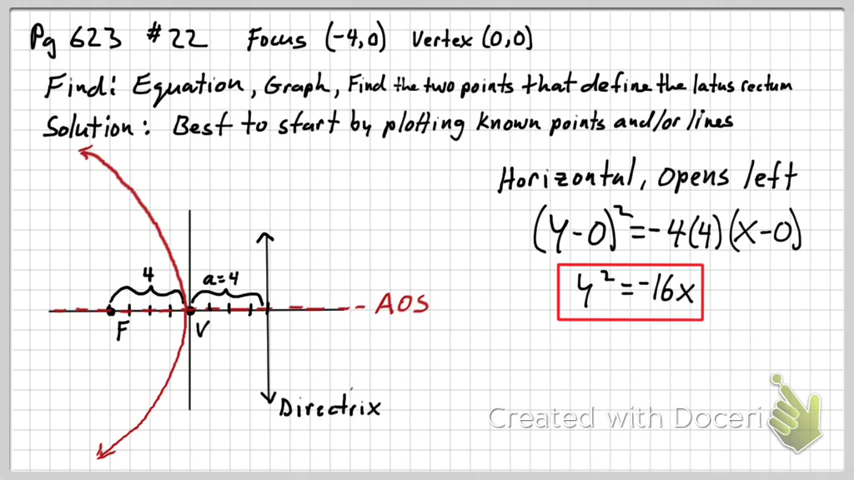 Pg 623 #22 Focus (-4,0) Vertex (0,0)
Find: Equation, Graph, Find the two points that define the latus rectum
Solution: Best to start by plotting known points and/or lines
Horizontal, Opens left
(y-0)²=-4(4)(x-0)
y²=-16x
4
a=4
AOS
F
V
Directrix
Created with Doceri